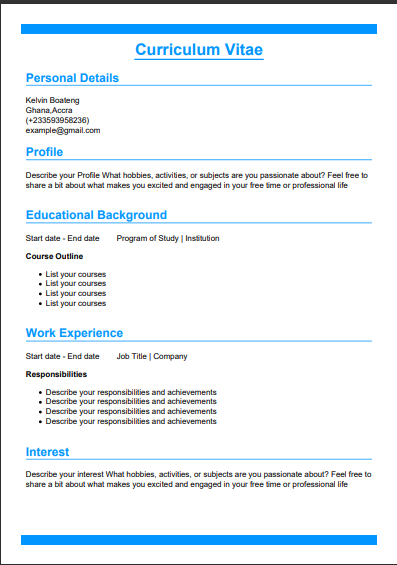 Curriculum Vitae
Personal Details
Kelvin Boateng
Ghana,Accra
(+233593958236)
example@gmail.com
Profile
Describe your Profile What hobbies, activities, or subjects are you passionate about? Feel free to
share a bit about what makes you excited and engaged in your free time or professional life
Educational Background
Start date - End date Program of Study | Institution
Course Outline
• List your courses
• List your courses
• List your courses
• List your courses
Work Experience
Start date - End date Job Title | Company
Responsibilities
• Describe your responsibilities and achievements
• Describe your responsibilities and achievements
• Describe your responsibilities and achievements
• Describe your responsibilities and achievements
Interest
Describe your interest What hobbies, activities, or subjects are you passionate about? Feel free to
share a bit about what makes you excited and engaged in your free time or professional life